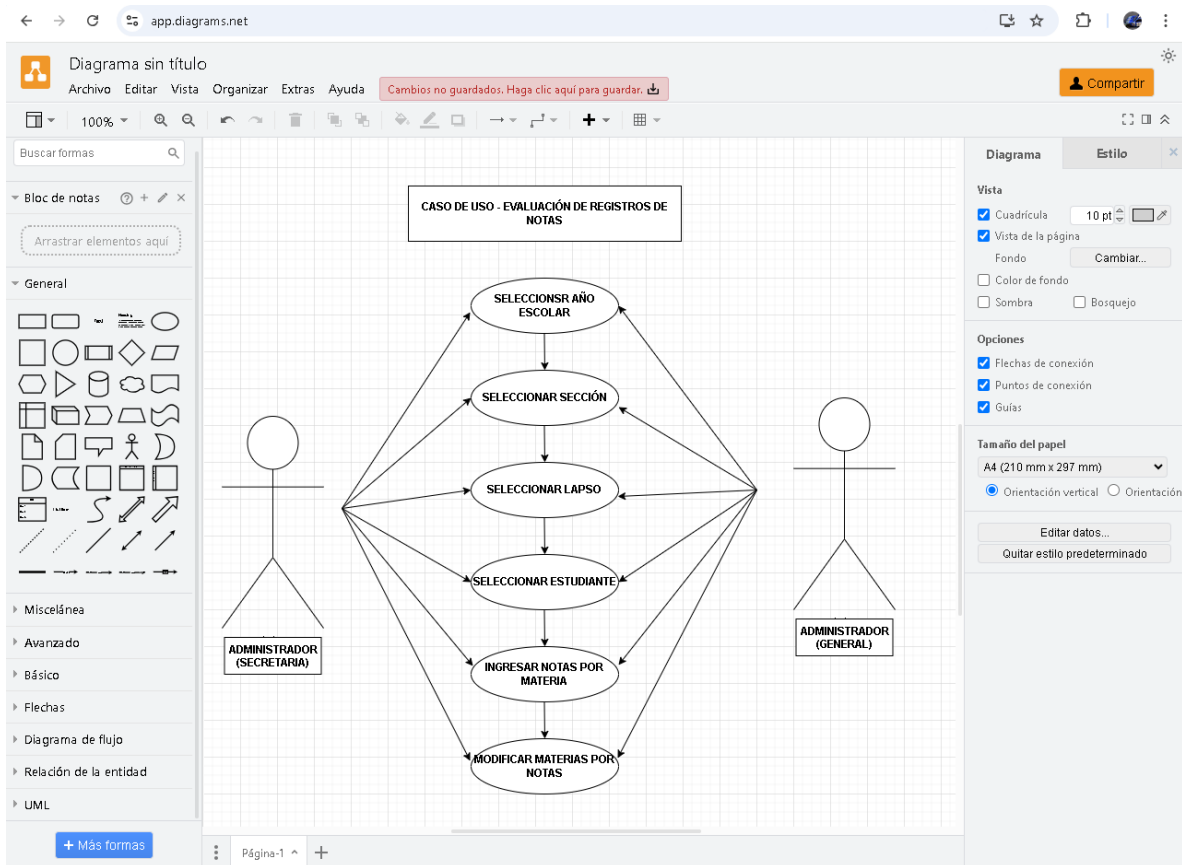 app.diagrams.net
Diagrama sin título
Archivo Editar Vista Organizar Extras Ayuda
Cambios no guardados. Haga clic aquí para guardar.
Compartir
100%
Buscar formas
Bloc de notas
Arrastrar elementos aquí
General
Miscelánea
Avanzado
Básico
Flechas
Diagrama de flujo
Relación de la entidad
UML
+ Más formas
CASO DE USO - EVALUACIÓN DE REGISTROS DE
NOTAS
SELECCIONSR AÑO
ESCOLAR
SELECCIONAR SECCIÓN
SELECCIONAR LAPSO
SELECCIONAR ESTUDIANTE
INGRESAR NOTAS POR
MATERIA
MODIFICAR MATERIAS POR
NOTAS
ADMINISTRADOR
(SECRETARIA)
ADMINISTRADOR
(GENERAL)
Página-1
Diagrama Estilo
Vista
Cuadrícula 10 pt
Vista de la página
Fondo Cambiar...
Color de fondo
Sombra Bosquejo
Opciones
Flechas de conexión
Puntos de conexión
Guías
Tamaño del papel
A4 (210 mm x 297 mm)
Orientación vertical Orientación
Editar datos...
Quitar estilo predeterminado